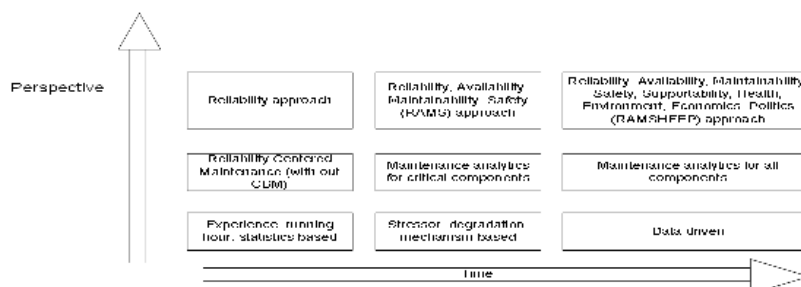 Perspective
Reliability approach
Reliability, Availability
Maintainability, Safety
(RAMS) approach
Reliability, Availability, Maintainability,
Safety, Supportability, Health,
Environment, Economics, Politics
(RAMSHEEP) approach
Reliability Centered
Maintenance (with out
CBM)
Maintenance analytics
for critical components
Maintenance analytics for all
components
Experience, running
hour, statistics based
Stressor, degradation
mechanism based
Data driven
Time